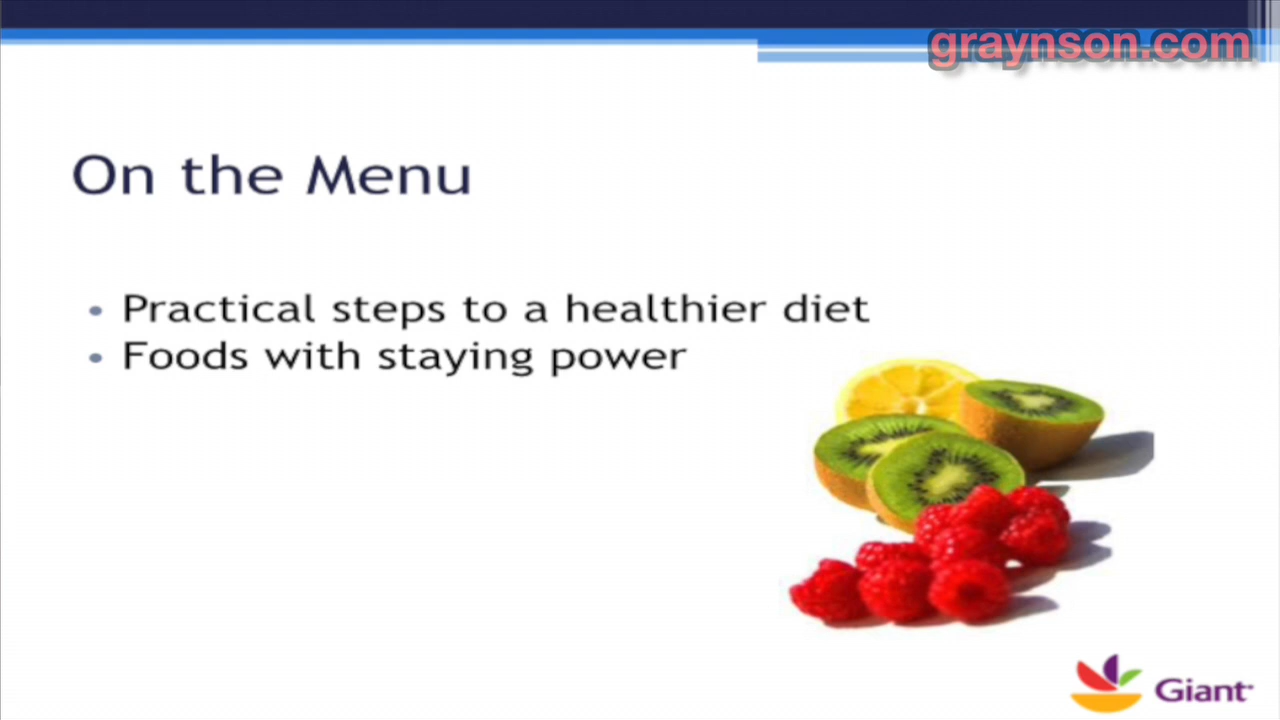 graynson.com
On the Menu
• Practical steps to a healthier diet
• Foods with staying power
Giant